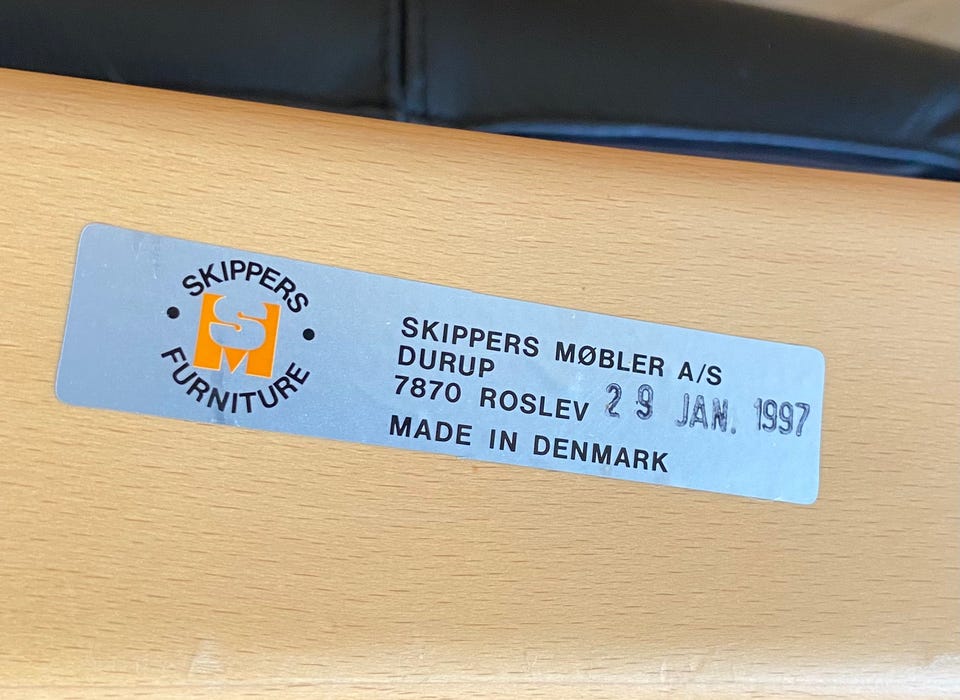 SKIPPERS
SM
FURNITURE
SKIPPERS MØBLER A/S
DURUP
7870 ROSLEV 29 JAN. 1997
MADE IN DENMARK